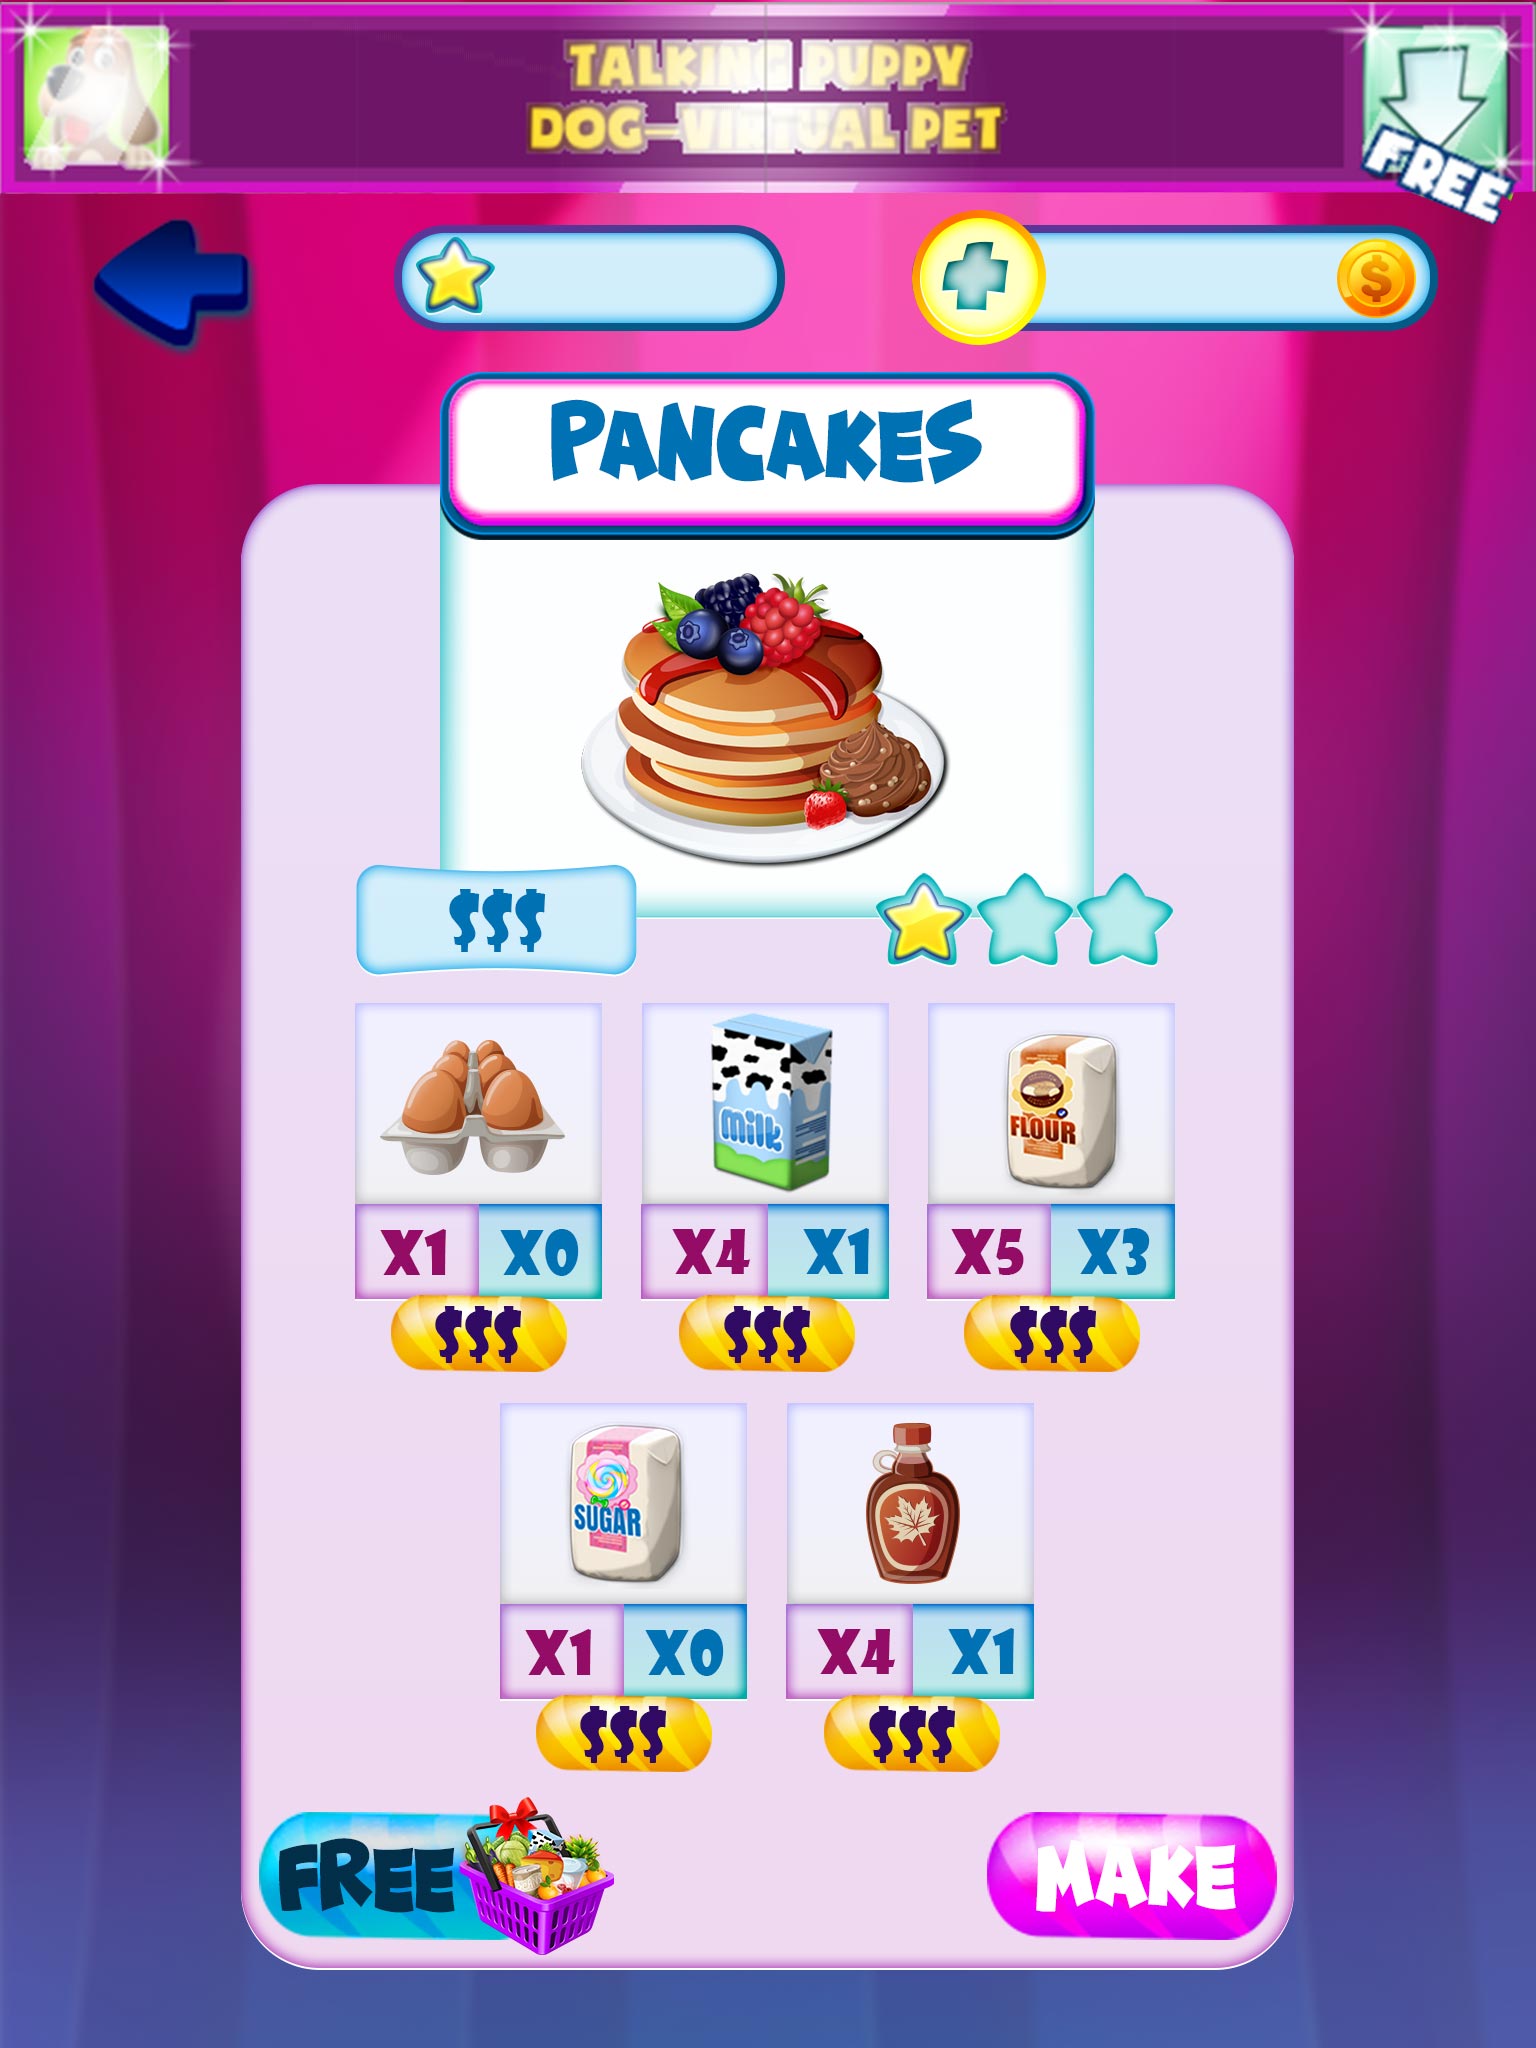 TALKING PUPPY
DOG-VIRTUAL PET
FREE
$
PANCAKES
$$$
milk
FLOUR
X1 X0 X4 X1 X5 X3
$$$ $$$ $$$
SUGAR
X1 X0 X4 X1
$$$ $$$
FREE MAKE